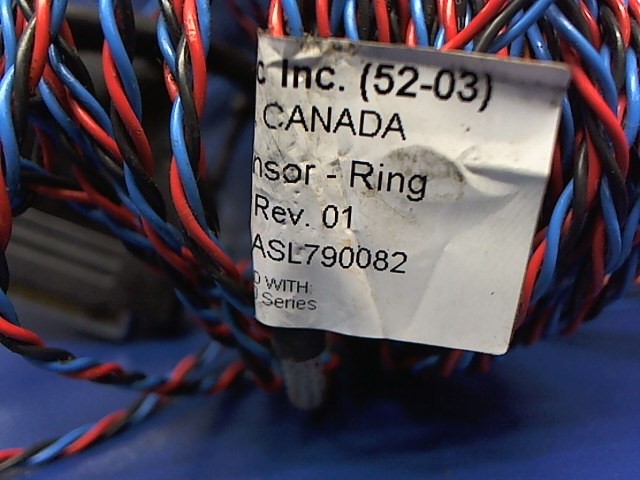 c Inc. (52-03)
CANADA
nsor - Ring
Rev. 01
ASL790082
D WITH
Series